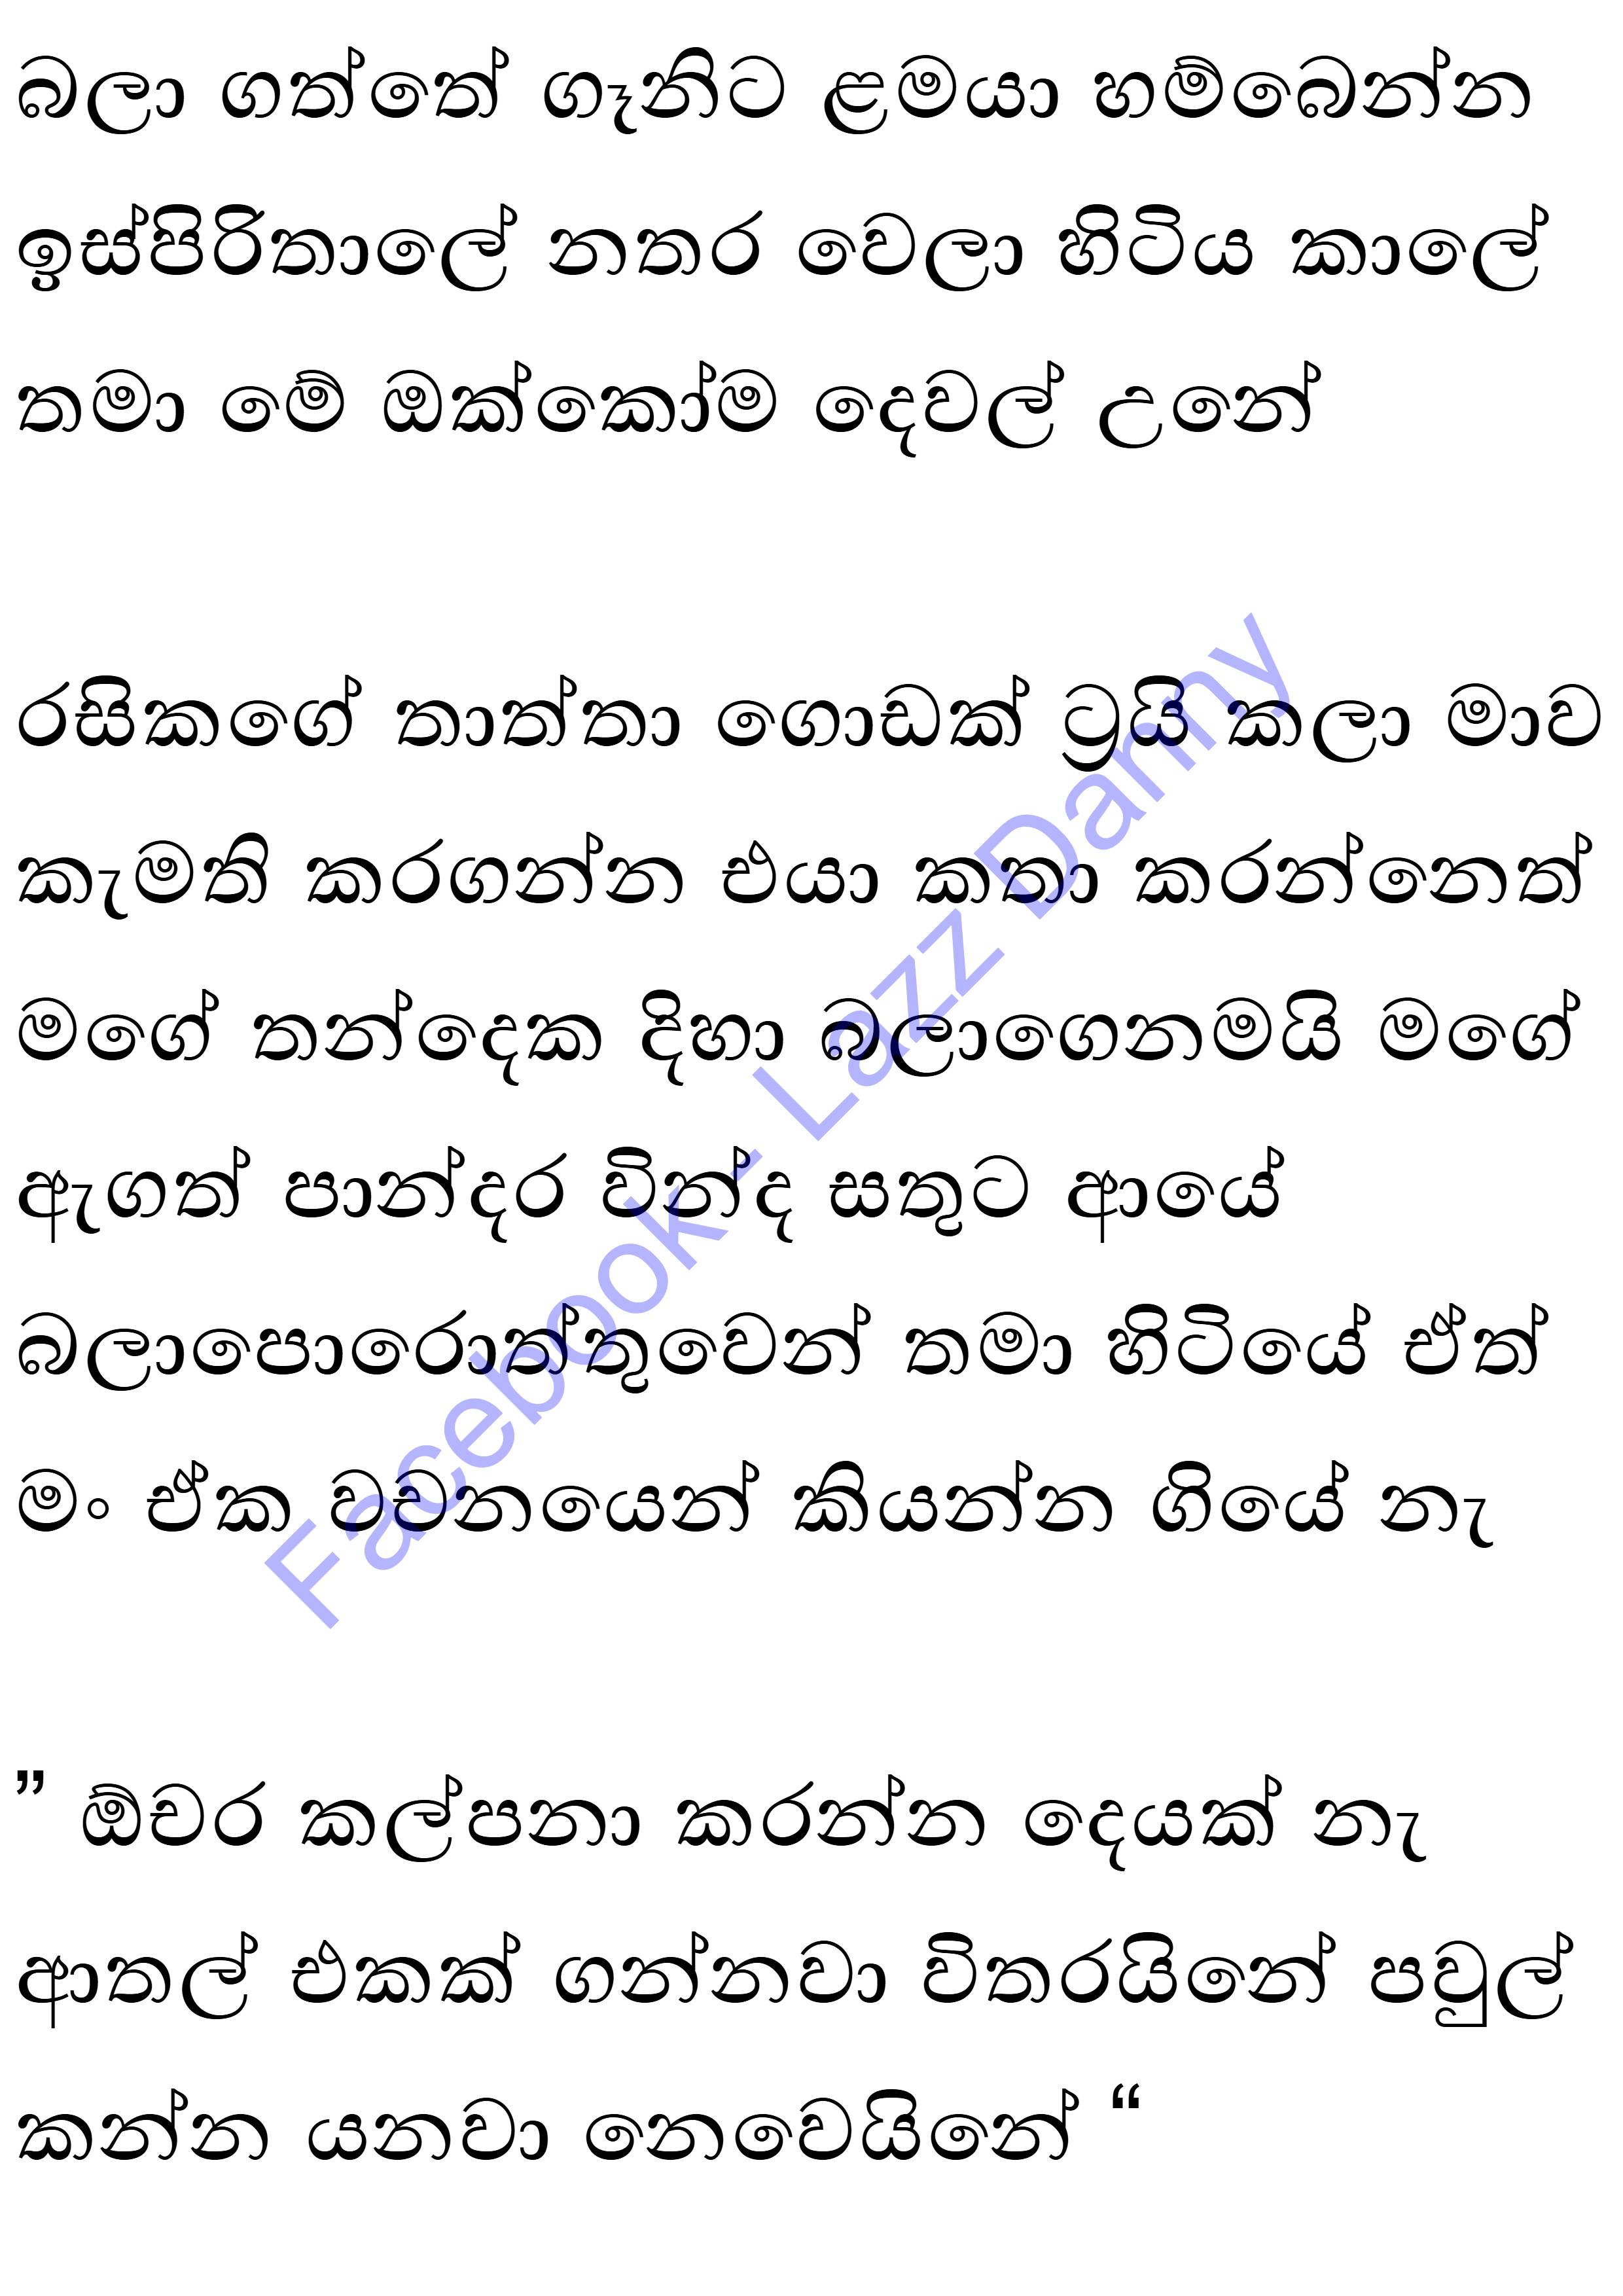 බලා ගත්තේ ගෑනිට ළමයා හම්බෙන්න
ඉස්පිරිතාලේ නතර වෙලා හිටිය කාලේ
තමා මේ ඔක්කෝම දෙවල් උනේ
රසිකගේ තාත්තා ගොඩක් ට්‍රයි කලා මාව
කැමති කරගන්න එයා කතා කරන්නෙත්
මගේ තන්දෙක දිහා බලාගෙනමයි මගේ
ඇගත් පාන්දර වින්ද සතුට ආයේ
බලාපොරොත්තුවෙන් තමා හිටියේ ඒත්
මං ඒක වචනයෙන් කියන්න ගියේ නැ
” ඕචර කල්පනා කරන්න දෙයක් නැ
ආතල් එකක් ගන්නවා විතරයිනේ පවුල්
කන්න යනවා නෙවෙයිනේ “
Facebook - Lazz Danny